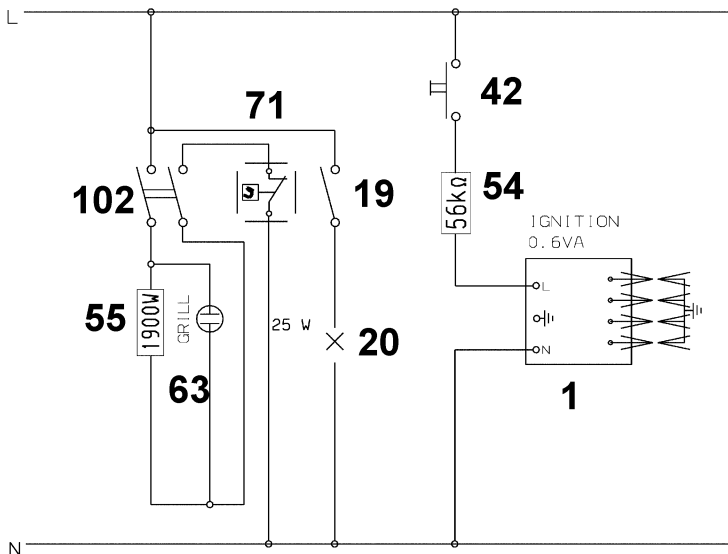 L
71
42
102
19
54
56kΩ
IGNITION
0.6VA
L
55
1900W
GRILL
25 W
20
N
63
1
N